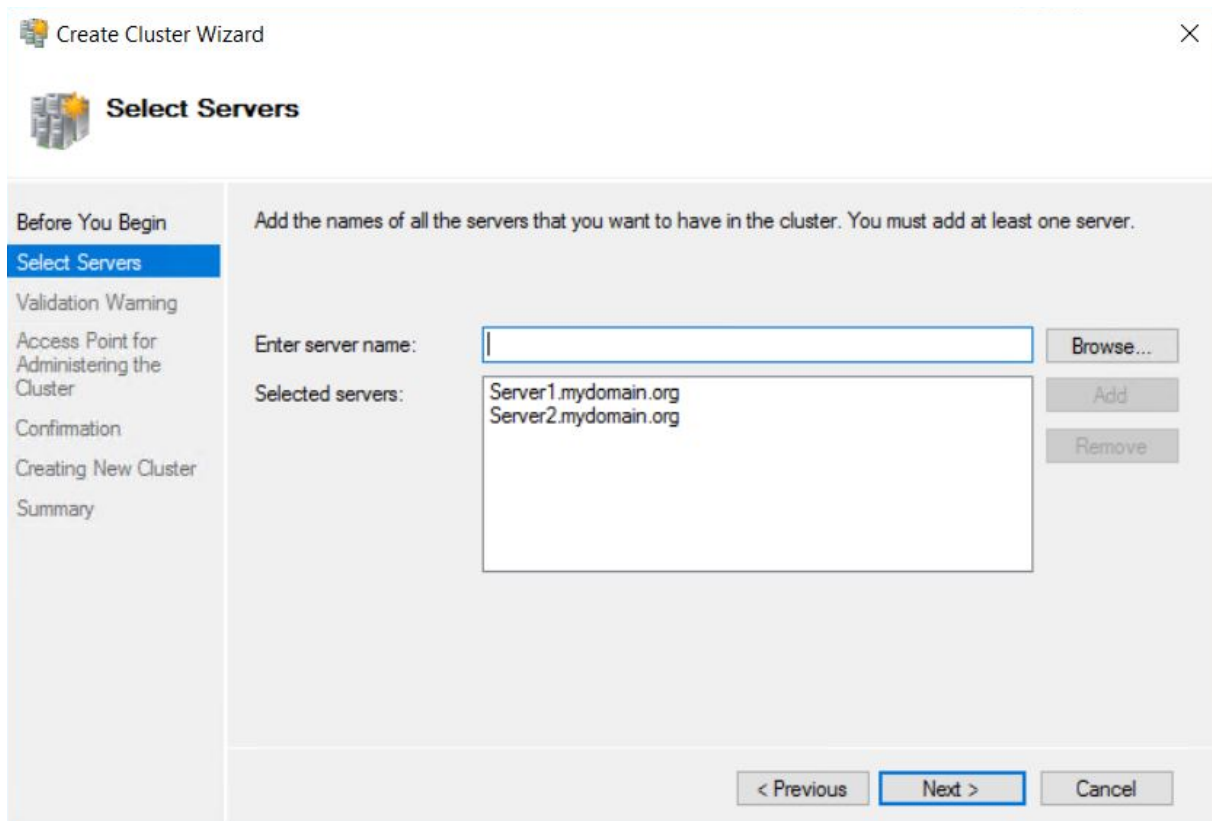 Create Cluster Wizard
Select Servers
Before You Begin
Select Servers
Validation Warning
Access Point for
Administering the
Cluster
Confirmation
Creating New Cluster
Summary
Add the names of all the servers that you want to have in the cluster. You must add at least one server.
Enter server name:
Browse...
Selected servers:
Server1.mydomain.org
Server2.mydomain.org
Add
Remove
< Previous
Next >
Cancel